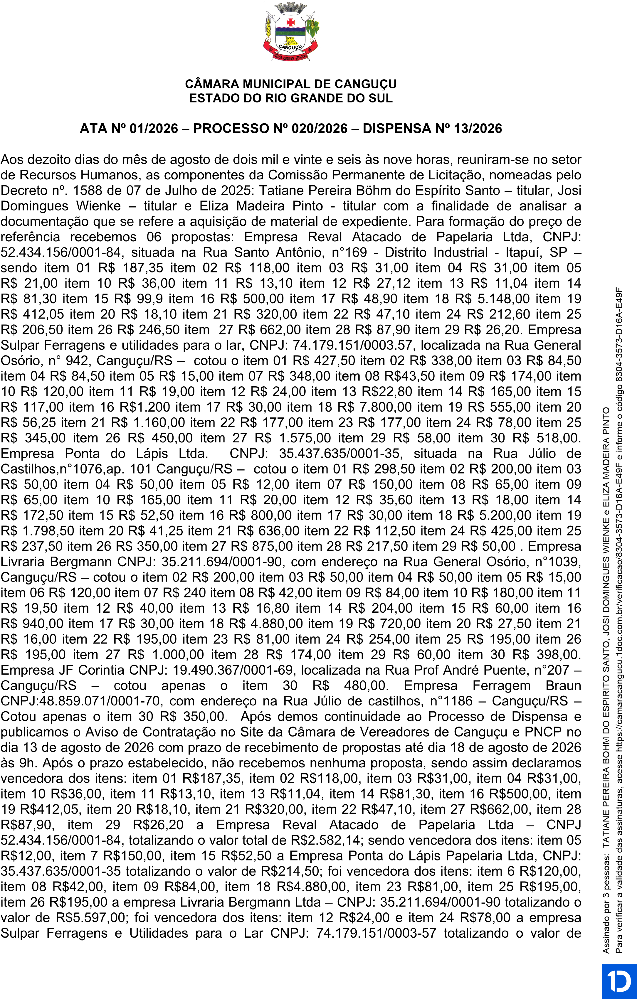 CANGUÇU
1812 JUSTIÇA - IGUALDADE - PERFEIÇÃO 1857
CÂMARA MUNICIPAL DE CANGUÇU
ESTADO DO RIO GRANDE DO SUL
ATA Nº 01/2026 – PROCESSO Nº 020/2026 – DISPENSA Nº 13/2026
Aos dezoito dias do mês de agosto de dois mil e vinte e seis às nove horas, reuniram-se no setor
de Recursos Humanos, as componentes da Comissão Permanente de Licitação, nomeadas pelo
Decreto nº. 1588 de 07 de Julho de 2025: Tatiane Pereira Böhm do Espírito Santo – titular, Josi
Domingues Wienke – titular e Eliza Madeira Pinto - titular com a finalidade de analisar a
documentação que se refere a aquisição de material de expediente. Para formação do preço de
referência recebemos 06 propostas: Empresa Reval Atacado de Papelaria Ltda, CNPJ:
52.434.156/0001-84, situada na Rua Santo Antônio, n°169 - Distrito Industrial - Itapuí, SP –
sendo item 01 R$ 187,35 item 02 R$ 118,00 item 03 R$ 31,00 item 04 R$ 31,00 item 05
R$ 21,00 item 10 R$ 36,00 item 11 R$ 13,10 item 12 R$ 27,12 item 13 R$ 11,04 item 14
R$ 81,30 item 15 R$ 99,9 item 16 R$ 500,00 item 17 R$ 48,90 item 18 R$ 5.148,00 item 19
R$ 412,05 item 20 R$ 18,10 item 21 R$ 320,00 item 22 R$ 47,10 item 24 R$ 212,60 item 25
R$ 206,50 item 26 R$ 246,50 item  27 R$ 662,00 item 28 R$ 87,90 item 29 R$ 26,20. Empresa
Sulpar Ferragens e utilidades para o lar, CNPJ: 74.179.151/0003.57, localizada na Rua General
Osório, n° 942, Canguçu/RS –  cotou o item 01 R$ 427,50 item 02 R$ 338,00 item 03 R$ 84,50
item 04 R$ 84,50 item 05 R$ 15,00 item 07 R$ 348,00 item 08 R$43,50 item 09 R$ 174,00 item
10 R$ 120,00 item 11 R$ 19,00 item 12 R$ 24,00 item 13 R$22,80 item 14 R$ 165,00 item 15
R$ 117,00 item 16 R$1.200 item 17 R$ 30,00 item 18 R$ 7.800,00 item 19 R$ 555,00 item 20
R$ 56,25 item 21 R$ 1.160,00 item 22 R$ 177,00 item 23 R$ 177,00 item 24 R$ 78,00 item 25
R$ 345,00 item 26 R$ 450,00 item 27 R$ 1.575,00 item 29 R$ 58,00 item 30 R$ 518,00.
Empresa Ponta do Lápis Ltda.  CNPJ: 35.437.635/0001-35, situada na Rua Júlio de
Castilhos,n°1076,ap. 101 Canguçu/RS –  cotou o item 01 R$ 298,50 item 02 R$ 200,00 item 03
R$ 50,00 item 04 R$ 50,00 item 05 R$ 12,00 item 07 R$ 150,00 item 08 R$ 65,00 item 09
R$ 65,00 item 10 R$ 165,00 item 11 R$ 20,00 item 12 R$ 35,60 item 13 R$ 18,00 item 14
R$ 172,50 item 15 R$ 52,50 item 16 R$ 800,00 item 17 R$ 30,00 item 18 R$ 5.200,00 item 19
R$ 1.798,50 item 20 R$ 41,25 item 21 R$ 636,00 item 22 R$ 112,50 item 24 R$ 425,00 item 25
R$ 237,50 item 26 R$ 350,00 item 27 R$ 875,00 item 28 R$ 217,50 item 29 R$ 50,00 . Empresa
Livraria Bergmann CNPJ: 35.211.694/0001-90, com endereço na Rua General Osório, n°1039,
Canguçu/RS – cotou o item 02 R$ 200,00 item 03 R$ 50,00 item 04 R$ 50,00 item 05 R$ 15,00
item 06 R$ 120,00 item 07 R$ 240 item 08 R$ 42,00 item 09 R$ 84,00 item 10 R$ 180,00 item 11
R$ 19,50 item 12 R$ 40,00 item 13 R$ 16,80 item 14 R$ 204,00 item 15 R$ 60,00 item 16
R$ 940,00 item 17 R$ 30,00 item 18 R$ 4.880,00 item 19 R$ 720,00 item 20 R$ 27,50 item 21
R$ 16,00 item 22 R$ 195,00 item 23 R$ 81,00 item 24 R$ 254,00 item 25 R$ 195,00 item 26
R$ 195,00 item 27 R$ 1.000,00 item 28 R$ 174,00 item 29 R$ 60,00 item 30 R$ 398,00.
Empresa JF Corintia CNPJ: 19.490.367/0001-69, localizada na Rua Prof André Puente, n°207 –
Canguçu/RS – cotou apenas o item 30 R$ 480,00. Empresa Ferragem Braun
CNPJ:48.859.071/0001-70, com endereço na Rua Júlio de castilhos, n°1186 – Canguçu/RS –
Cotou apenas o item 30 R$ 350,00.  Após demos continuidade ao Processo de Dispensa e
publicamos o Aviso de Contratação no Site da Câmara de Vereadores de Canguçu e PNCP no
dia 13 de agosto de 2026 com prazo de recebimento de propostas até dia 18 de agosto de 2026
às 9h. Após o prazo estabelecido, não recebemos nenhuma proposta, sendo assim declaramos
vencedora dos itens: item 01 R$187,35, item 02 R$118,00, item 03 R$31,00, item 04 R$31,00,
item 10 R$36,00, item 11 R$13,10, item 13 R$11,04, item 14 R$81,30, item 16 R$500,00, item
19 R$412,05, item 20 R$18,10, item 21 R$320,00, item 22 R$47,10, item 27 R$662,00, item 28
R$87,90, item 29 R$26,20 a Empresa Reval Atacado de Papelaria Ltda – CNPJ
52.434.156/0001-84, totalizando o valor total de R$2.582,14; sendo vencedora dos itens: item 05
R$12,00, item 7 R$150,00, item 15 R$52,50 a Empresa Ponta do Lápis Papelaria Ltda, CNPJ:
35.437.635/0001-35 totalizando o valor de R$214,50; foi vencedora dos itens: item 6 R$120,00,
item 08 R$42,00, item 09 R$84,00, item 18 R$4.880,00, item 23 R$81,00, item 25 R$195,00,
item 26 R$195,00 a empresa Livraria Bergmann Ltda – CNPJ: 35.211.694/0001-90 totalizando o
valor de R$5.597,00; foi vencedora dos itens: item 12 R$24,00 e item 24 R$78,00 a empresa
Sulpar Ferragens e Utilidades para o Lar CNPJ: 74.179.151/0003-57 totalizando o valor de
Assinado por 3 pessoas:  TATIANE PEREIRA BOHM DO ESPIRITO SANTO, JOSI DOMINGUES WIENKE e ELIZA MADEIRA PINTO
Para verificar a validade das assinaturas, acesse https://camaracangucu.1doc.com.br/verificacao/8304-3573-D16A-E49F e informe o código 8304-3573-D16A-E49F
1D